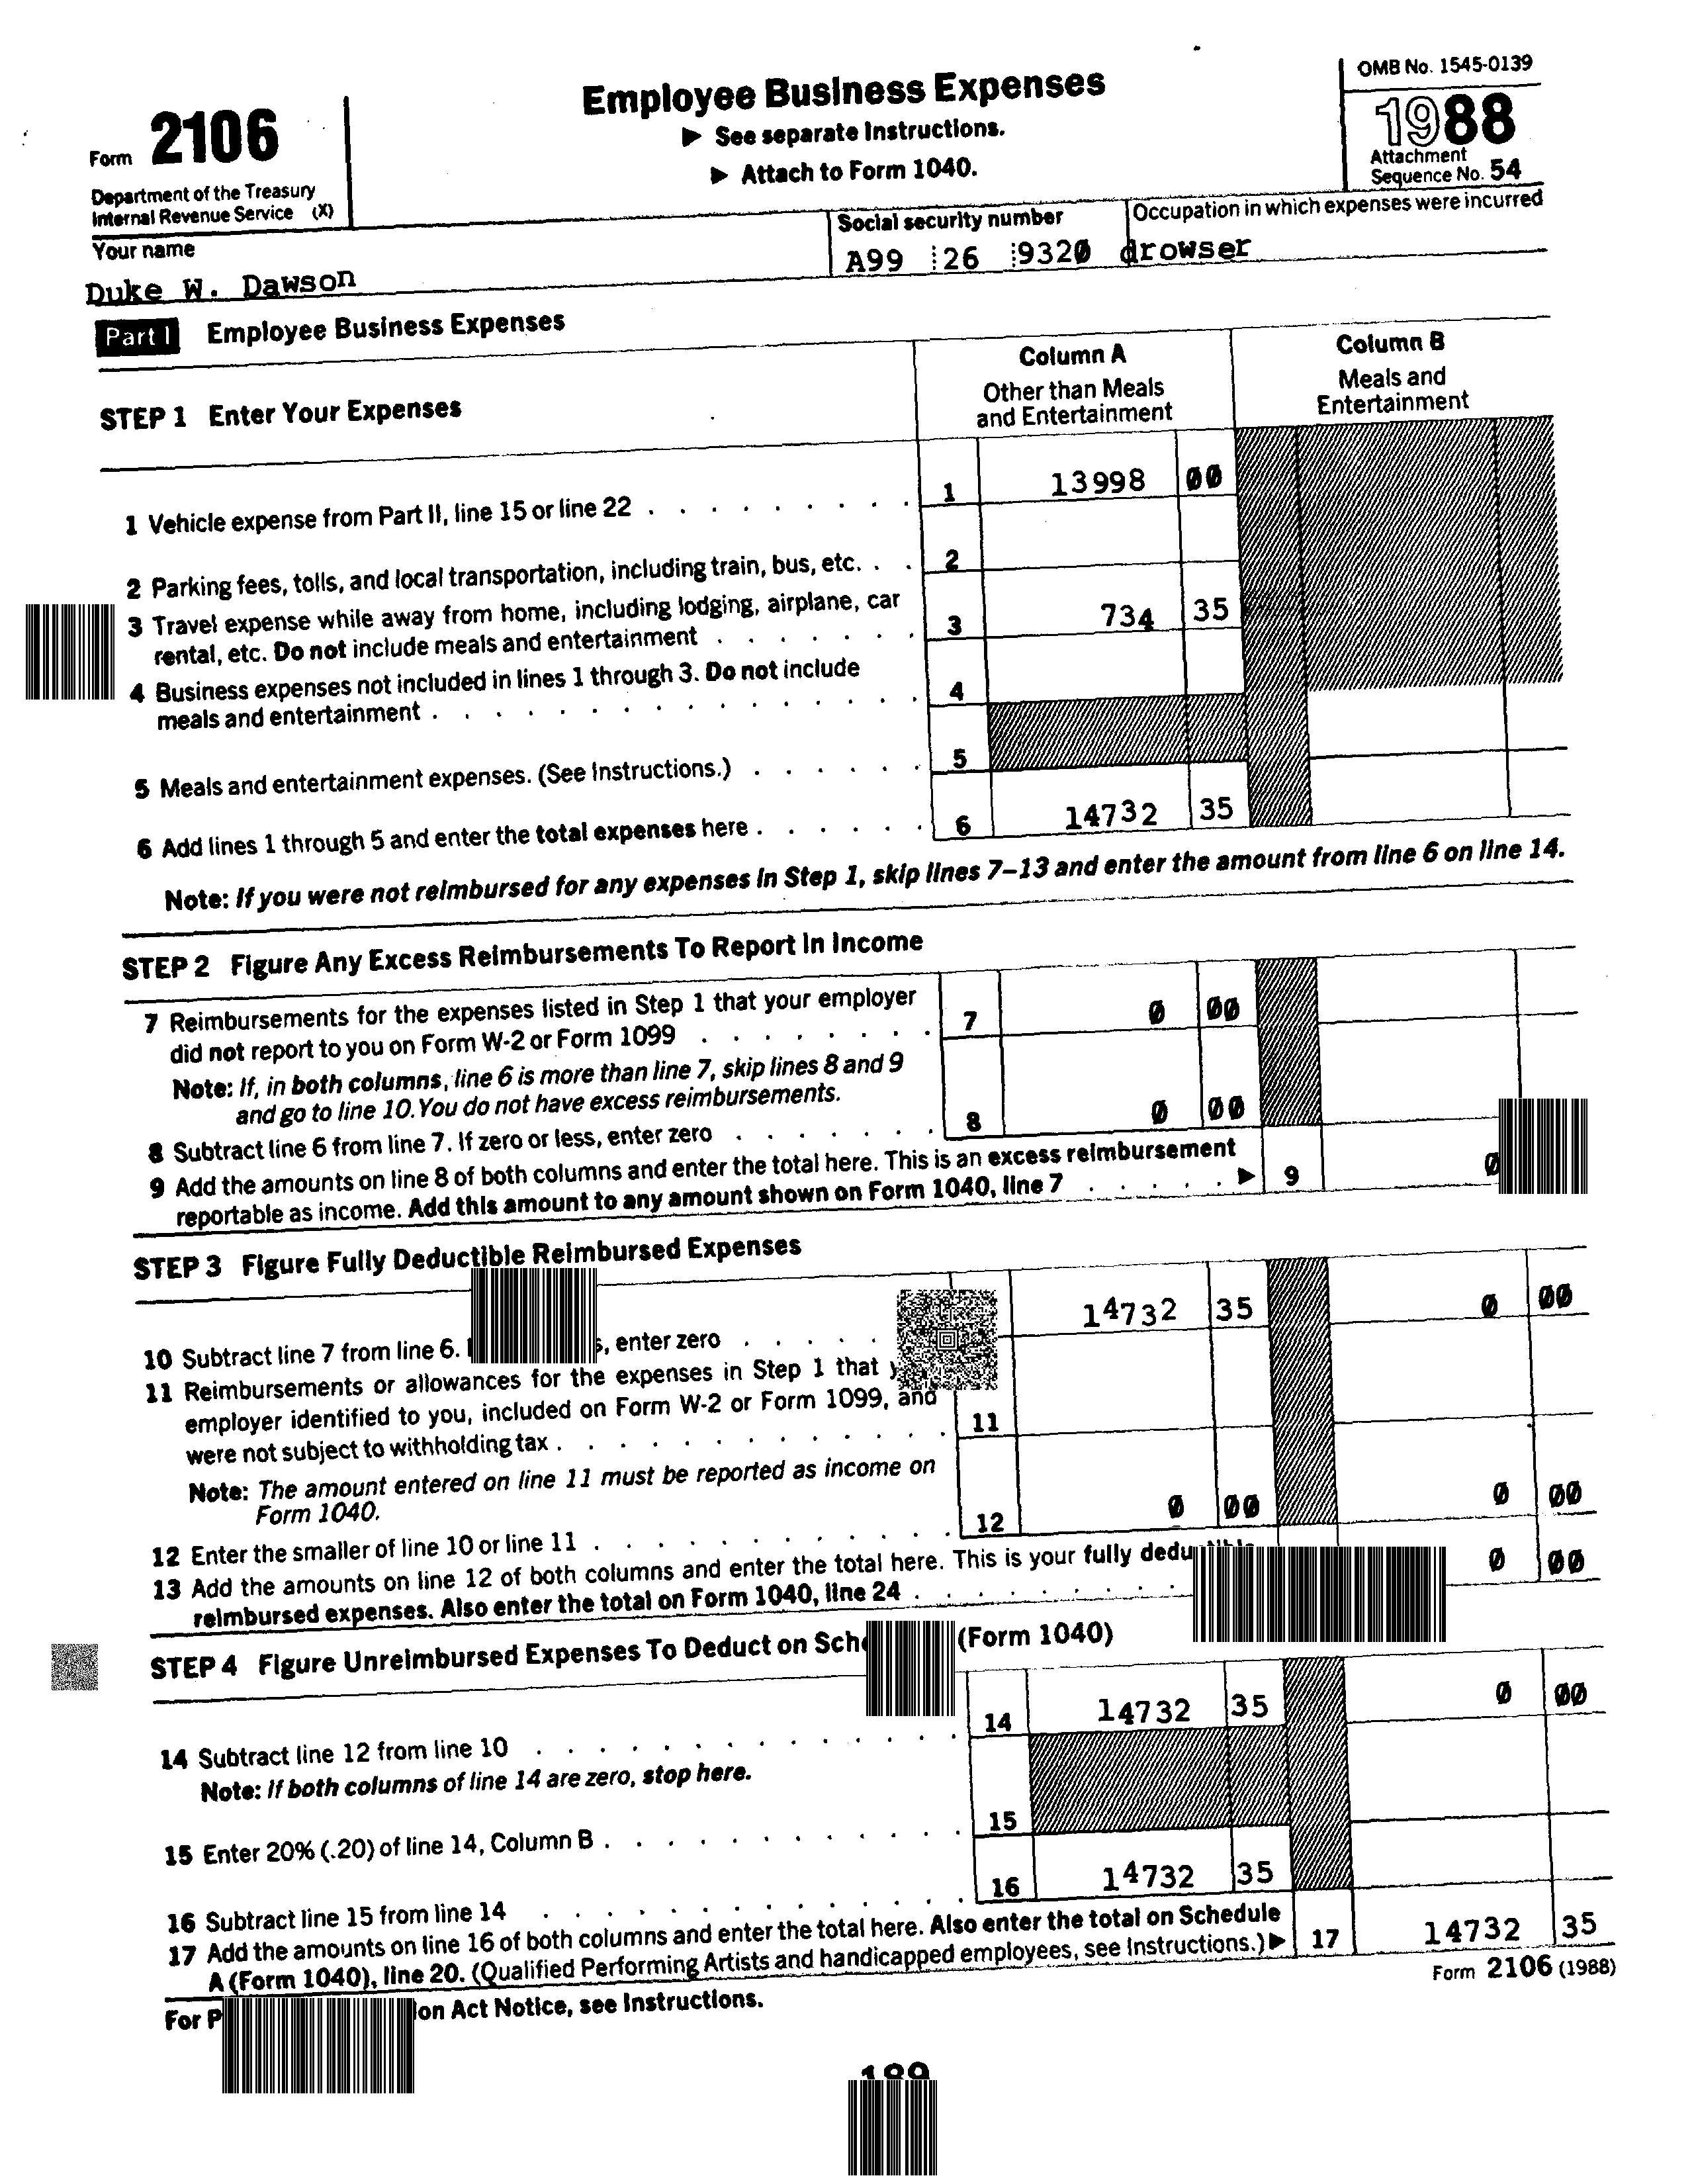 Form 2106
Department of the Treasury
Internal Revenue Service (X)
Employee Business Expenses
▶ See separate Instructions.
▶ Attach to Form 1040.
OMB No. 1545-0139
1988
Attachment
Sequence No. 54
Your name
Duke W. Dawson
Social security number
A99 26 9320
Occupation in which expenses were incurred
drowser
Part I Employee Business Expenses
STEP 1 Enter Your Expenses
Column A
Other than Meals
and Entertainment
Column B
Meals and
Entertainment
1 Vehicle expense from Part II, line 15 or line 22 . . . . . . . . . 1 13998 00
2 Parking fees, tolls, and local transportation, including train, bus, etc. . . 2
3 Travel expense while away from home, including lodging, airplane, car
rental, etc. Do not include meals and entertainment . . . . . . . 3 734 35
4 Business expenses not included in lines 1 through 3. Do not include
meals and entertainment . . . . . . . . . . . . . 4
5 Meals and entertainment expenses. (See Instructions.) . . . . . . 5
6 Add lines 1 through 5 and enter the total expenses here . . . . . . 6 14732 35
Note: If you were not reimbursed for any expenses in Step 1, skip lines 7–13 and enter the amount from line 6 on line 14.
STEP 2 Figure Any Excess Reimbursements To Report in Income
7 Reimbursements for the expenses listed in Step 1 that your employer
did not report to you on Form W-2 or Form 1099 . . . . . . . 7 0 00
Note: If, in both columns, line 6 is more than line 7, skip lines 8 and 9
and go to line 10. You do not have excess reimbursements.
8 Subtract line 6 from line 7. If zero or less, enter zero . . . . . . . 8 0 00
9 Add the amounts on line 8 of both columns and enter the total here. This is an excess reimbursement
reportable as income. Add this amount to any amount shown on Form 1040, line 7 . . . . . ▶ 9 0
STEP 3 Figure Fully Deductible Reimbursed Expenses
10 Subtract line 7 from line 6. , enter zero . . . . 14732 35 0 00
11 Reimbursements or allowances for the expenses in Step 1 that
employer identified to you, included on Form W-2 or Form 1099, and
were not subject to withholding tax . . . . . . . . . . . . 11
Note: The amount entered on line 11 must be reported as income on
Form 1040.
12 Enter the smaller of line 10 or line 11 . . . . . . . . . . . 12 0 00 0 00
13 Add the amounts on line 12 of both columns and enter the total here. This is your fully
reimbursed expenses. Also enter the total on Form 1040, line 24 . . . . . . . . 0 00
STEP 4 Figure Unreimbursed Expenses To Deduct on (Form 1040)
14 Subtract line 12 from line 10 . . . . . . . . . . . . . 14 14732 35 0 00
Note: If both columns of line 14 are zero, stop here.
15 Enter 20% (.20) of line 14, Column B . . . . . . . . . . . . 15
16 Subtract line 15 from line 14 . . . . . . . . . . . . . 16 14732 35
17 Add the amounts on line 16 of both columns and enter the total here. Also enter the total on Schedule
A (Form 1040), line 20. (Qualified Performing Artists and handicapped employees, see Instructions.) ▶ 17 14732 35
For Act Notice, see Instructions.
Form 2106 (1988)